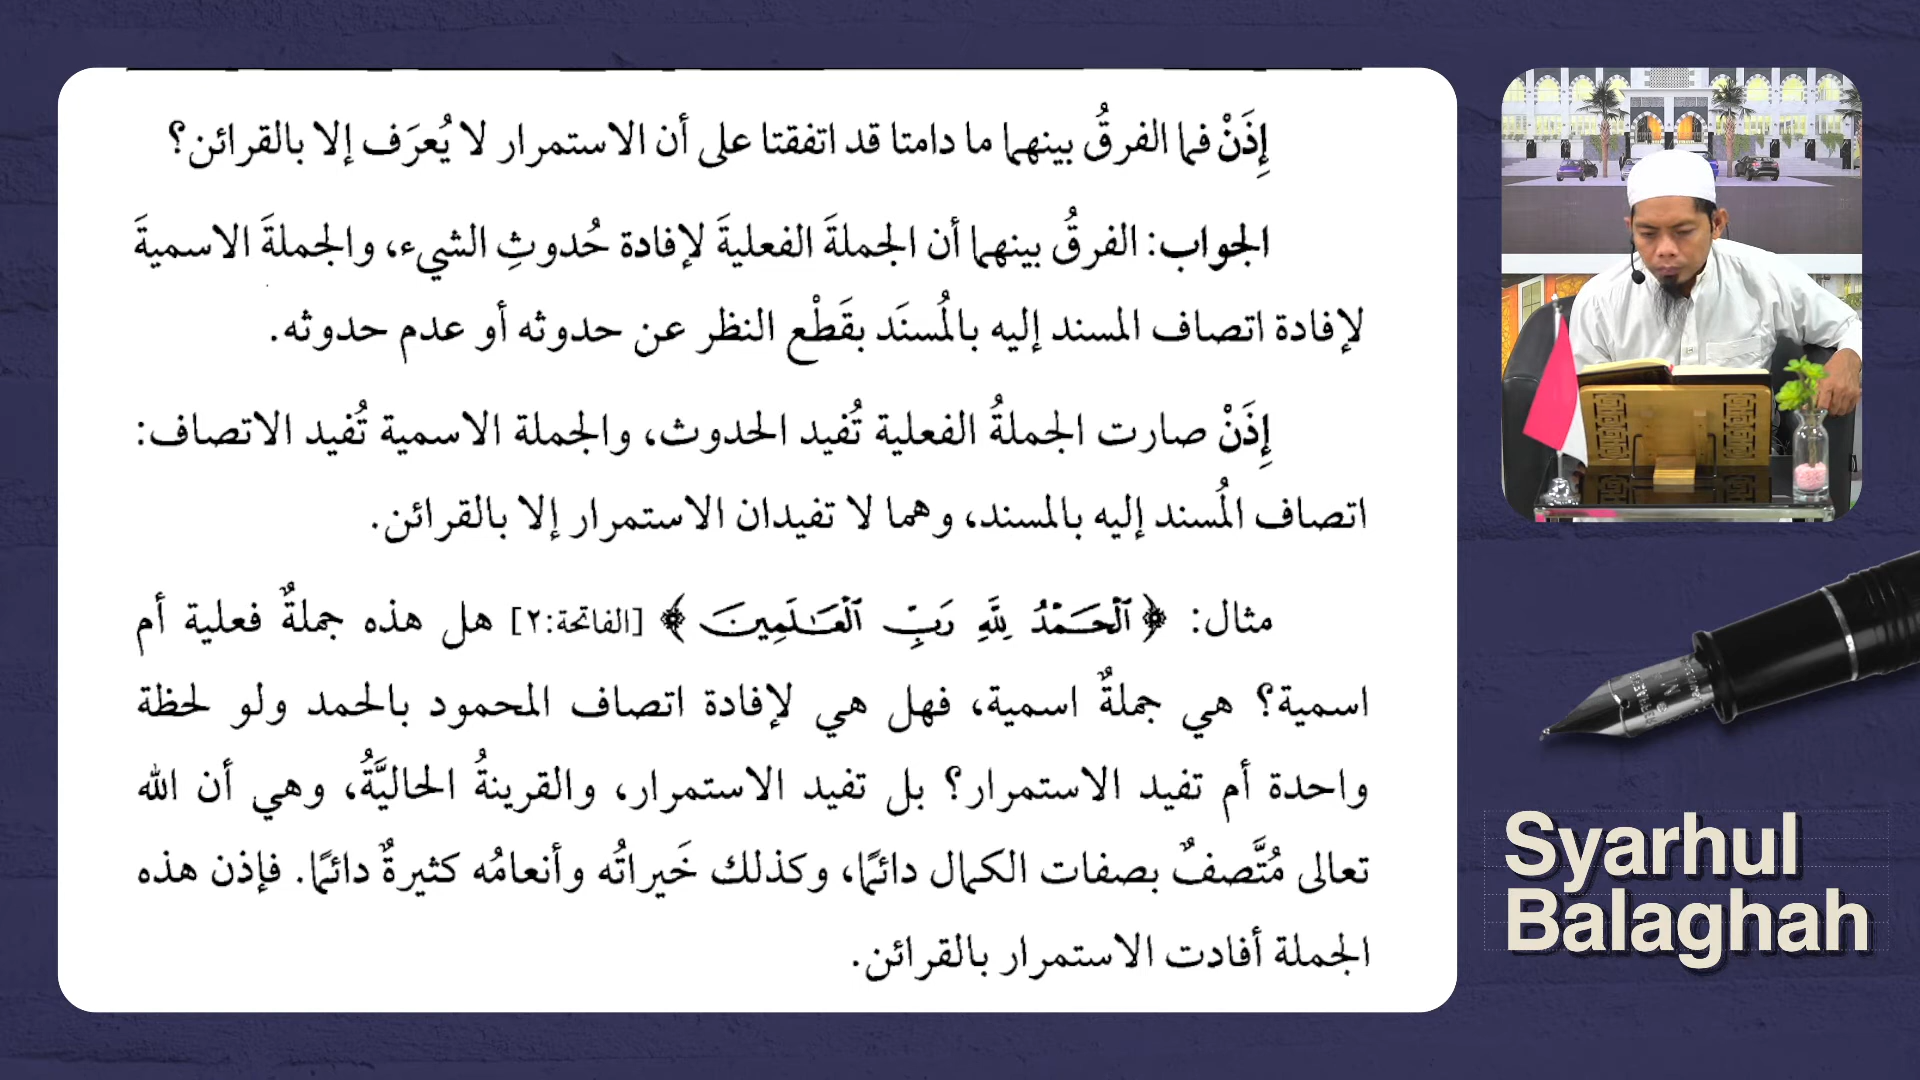 إِذَنْ فما الفرقُ بينهما ما دامتا قد اتفقتا على أن الاستمرار لا يُعرَف إلا بالقرائن؟
الجواب: الفرقُ بينهما أن الجملةَ الفعليةَ لإفادة حُدوثِ الشيء، والجملةَ الاسميةَ
لإفادة اتصاف المسند إليه بالمُسنَد بقَطْع النظر عن حدوثه أو عدم حدوثه.
إِذَنْ صارت الجملةُ الفعلية تُفيد الحدوث، والجملة الاسمية تُفيد الاتصاف:
اتصاف المُسند إليه بالمسند، وهما لا تفيدان الاستمرار إلا بالقرائن.
مثال: ﴿ٱلۡحَمۡدُ لِلَّهِ رَبِّ ٱلۡعَـٰلَمِينَ﴾ [الفاتحة:٢] هل هذه جملةٌ فعلية أم
اسمية؟ هي جملةٌ اسمية، فهل هي لإفادة اتصاف المحمود بالحمد ولو لحظة
واحدة أم تفيد الاستمرار؟ بل تفيد الاستمرار، والقرينةُ الحاليَّةُ، وهي أن الله
تعالى مُتَّصفٌ بصفات الكمال دائمًا، وكذلك خَيراتُه وأنعامُه كثيرةٌ دائمًا. فإذن هذه
الجملة أفادت الاستمرار بالقرائن.
Syarhul
Balaghah